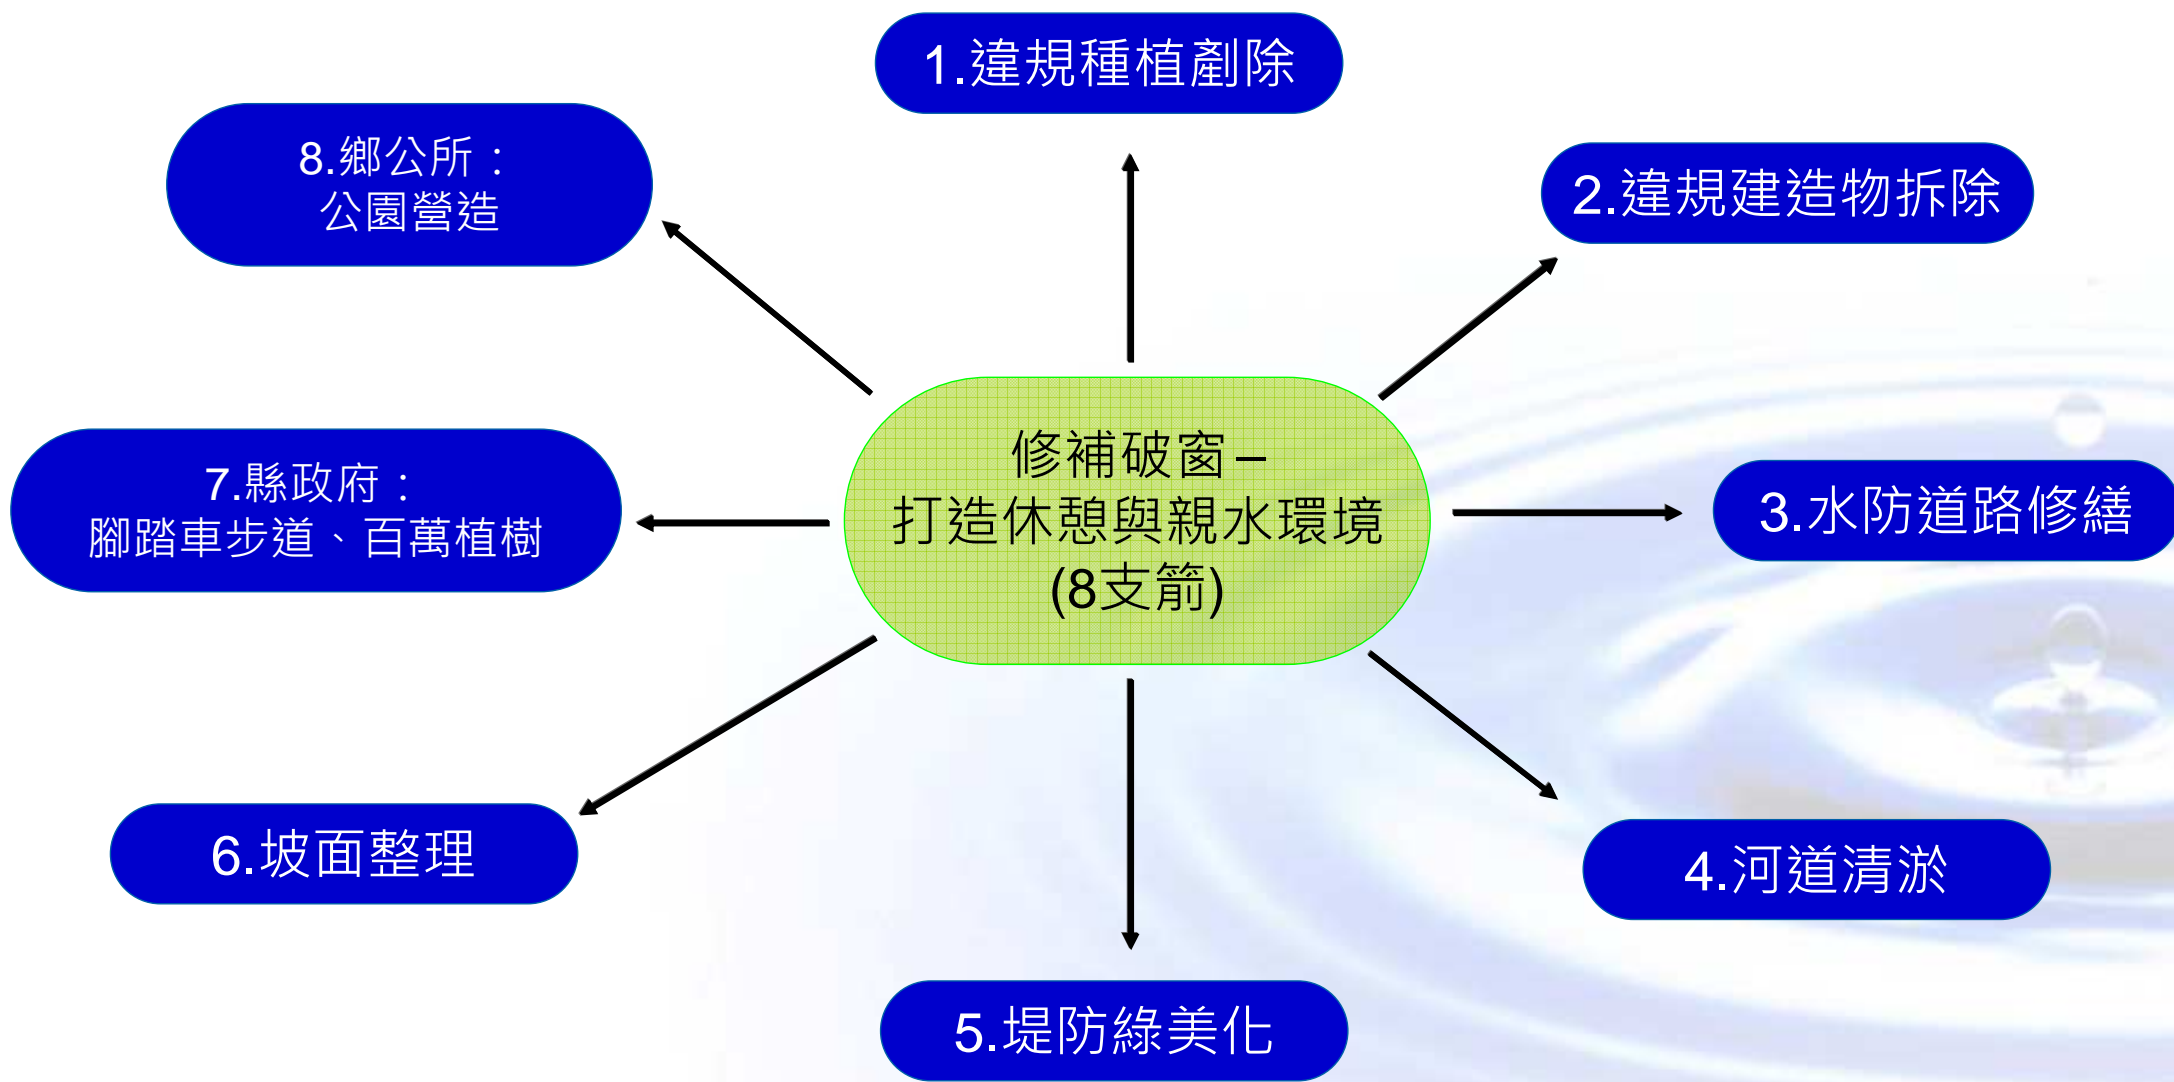 1.違規種植剷除
8.鄉公所：
公園營造
2.違規建造物拆除
修補破窗–
打造休憩與親水環境
(8支箭)
7.縣政府：
腳踏車步道、百萬植樹
3.水防道路修繕
6.坡面整理
4.河道清淤
5.堤防綠美化